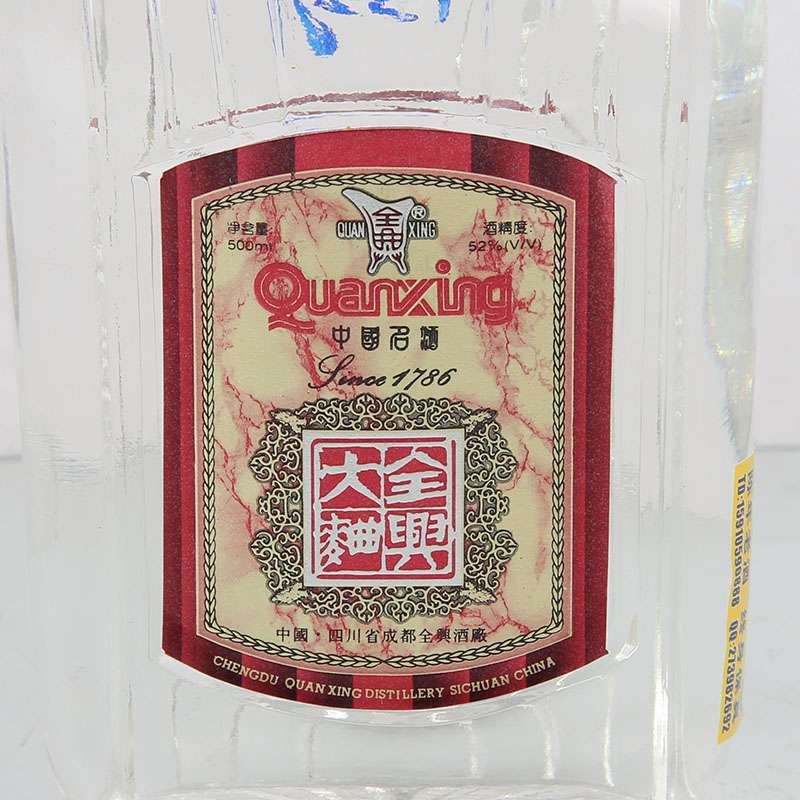 QUAN 全興 ® XING
净含量:
500ml
酒精度:
52%(V/V)
Quanxing
中國名酒
Since 1786
全興
大麯
中國·四川省成都全興酒廠
CHENGDU QUAN XING DISTILLERY SICHUAN CHINA